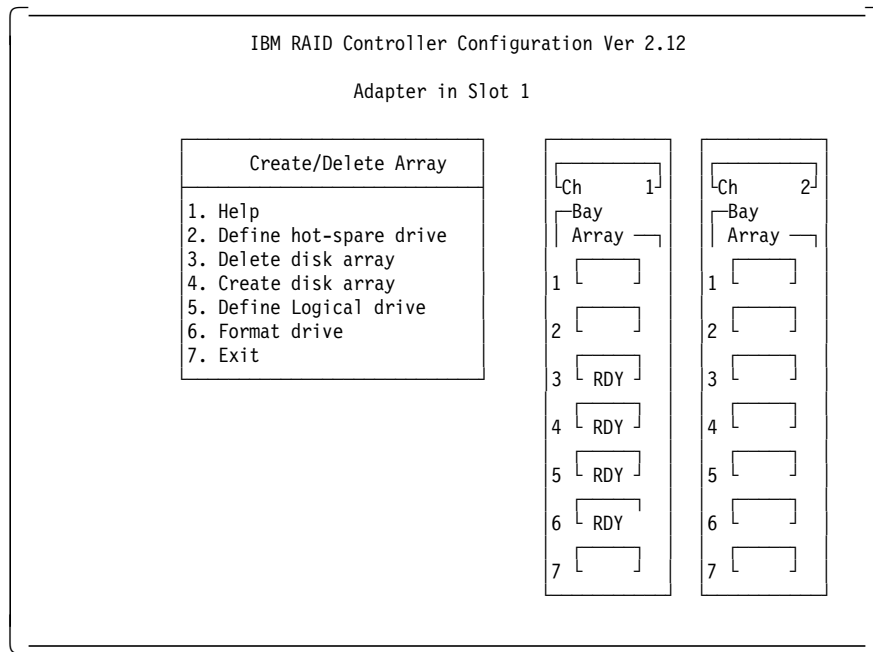 IBM RAID Controller Configuration Ver 2.12
Adapter in Slot 1
Create/Delete Array
1. Help
2. Define hot-spare drive
3. Delete disk array
4. Create disk array
5. Define Logical drive
6. Format drive
7. Exit
Ch 1
Bay
Array
1
2
3 RDY
4 RDY
5 RDY
6 RDY
7
Ch 2
Bay
Array
1
2
3
4
5
6
7